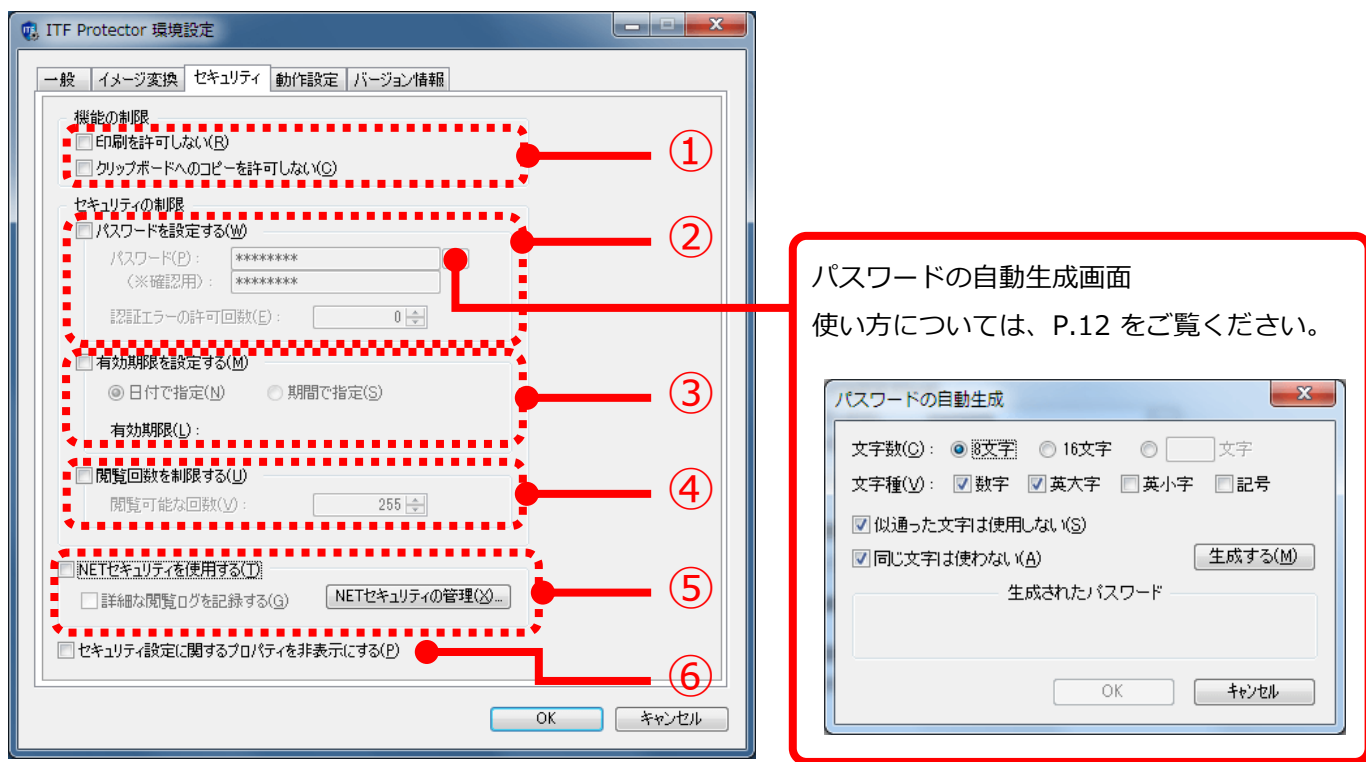 ITF Protector 環境設定
一般 イメージ変換 セキュリティ 動作設定 バージョン情報
機能の制限
印刷を許可しない(R)
クリップボードへのコピーを許可しない(C)
①
セキュリティの制限
パスワードを設定する(W)
②
パスワード(P)： ********
（※確認用）： ********
認証エラーの許可回数(E)： 0
有効期限を設定する(M)
日付で指定(N) 期間で指定(S)
③
有効期限(L)：
閲覧回数を制限する(U)
④
閲覧可能な回数(V)： 255
NETセキュリティを使用する(T)
詳細な閲覧ログを記録する(G) NETセキュリティの管理(X)...
⑤
セキュリティ設定に関するプロパティを非表示にする(P)
⑥
OK キャンセル
パスワードの自動生成画面
使い方については、P.12 をご覧ください。
パスワードの自動生成
文字数(C)： 8文字 16文字 文字
文字種(V)： 数字 英大字 英小字 記号
似通った文字は使用しない(S)
同じ文字は使わない(A) 生成する(M)
生成されたパスワード
OK キャンセル